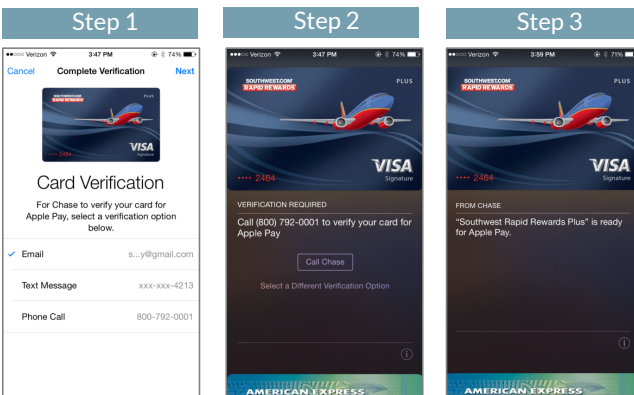 Step 1
●●○○○ Verizon 3:47 PM 74%
Cancel Complete Verification Next
SOUTHWEST.COM
RAPID REWARDS
PLUS
•••• 2464
VISA
Signature
Card Verification
For Chase to verify your card for
Apple Pay, select a verification option
below.
✓ Email s...y@gmail.com
Text Message xxx-xxx-4213
Phone Call 800-792-0001
Step 2
●●●○○ Verizon 3:47 PM 74%
SOUTHWEST.COM
RAPID REWARDS
PLUS
•••• 2464
VISA
Signature
VERIFICATION REQUIRED
Call (800) 792-0001 to verify your card for
Apple Pay
Call Chase
Select a Different Verification Option
AMERICAN EXPRESS
Step 3
●●○○○ Verizon 3:59 PM 71%
SOUTHWEST.COM
RAPID REWARDS
PLUS
•••• 2464
VISA
Signature
FROM CHASE
“Southwest Rapid Rewards Plus” is ready
for Apple Pay.
AMERICAN EXPRESS